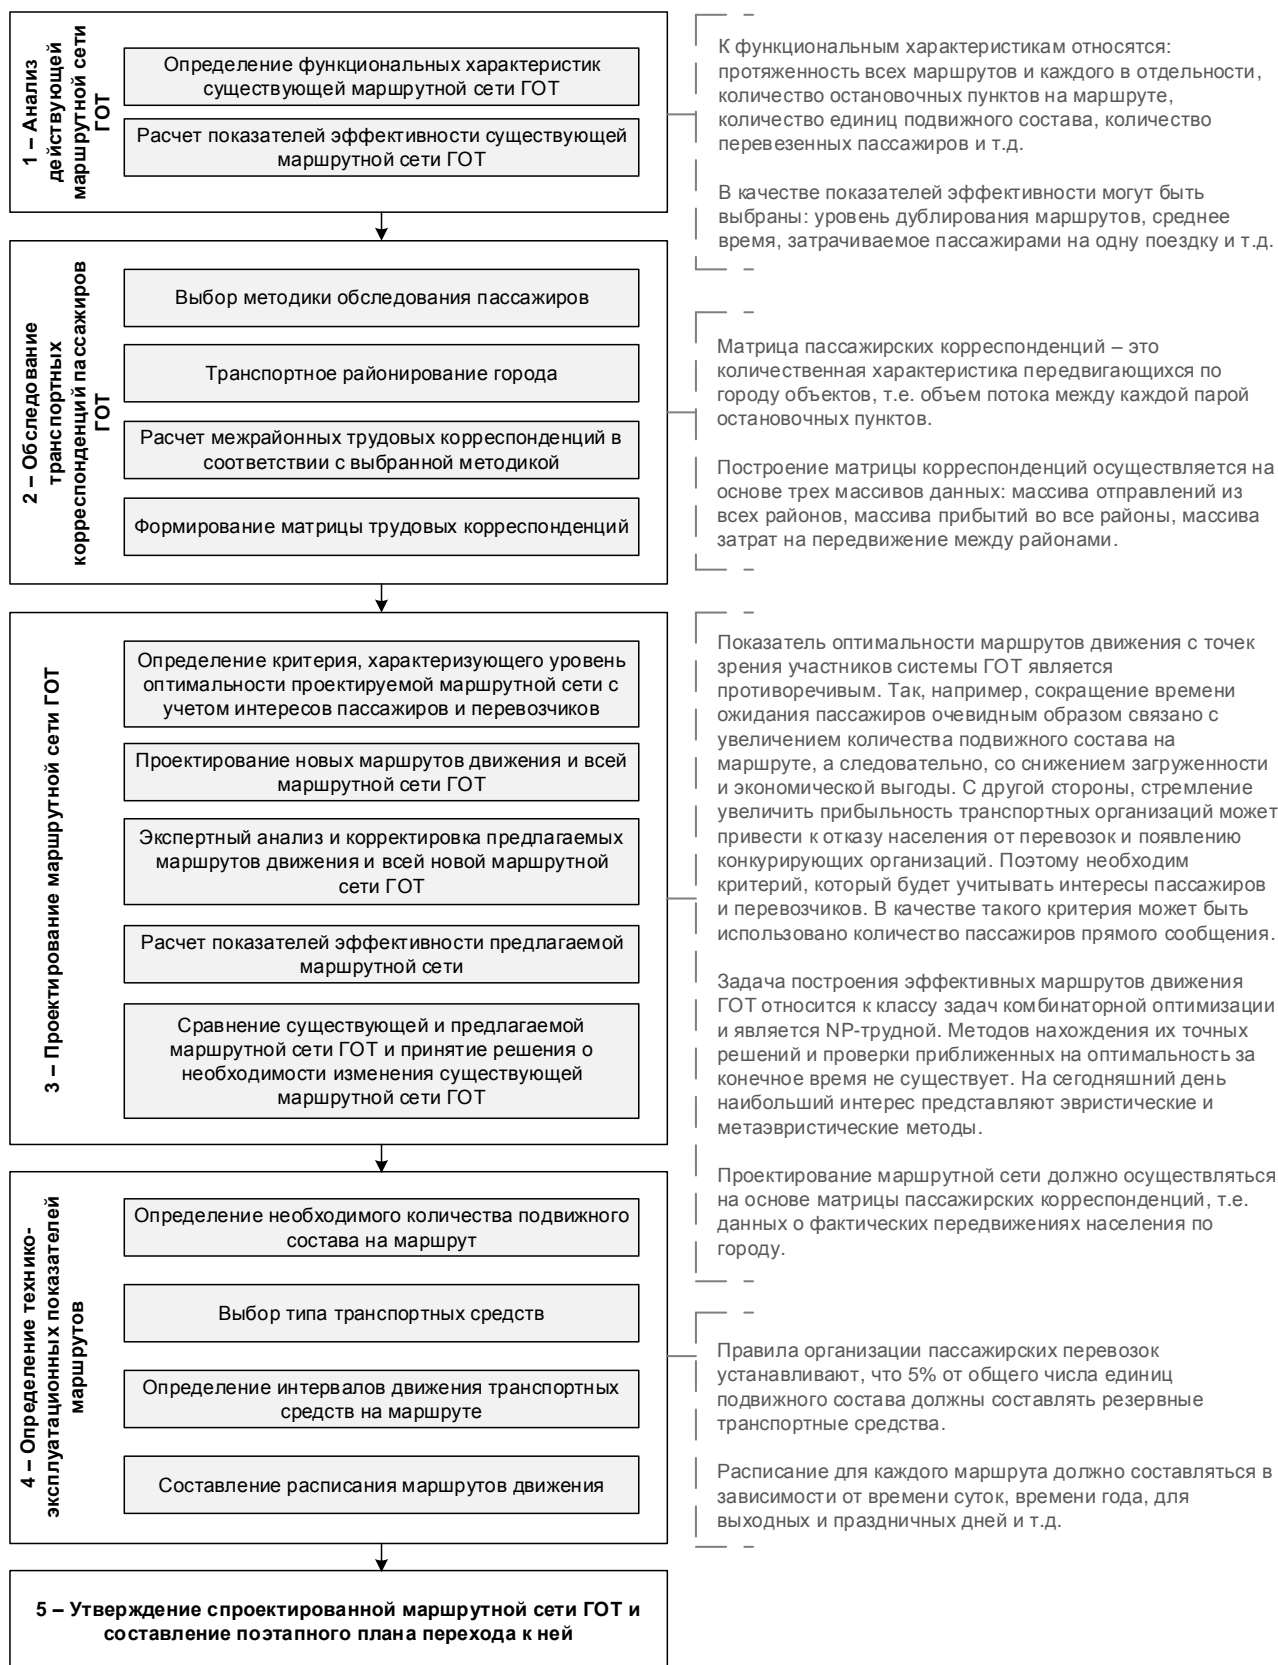 1 – Анализ
действующей
маршрутной сети
ГОТ
Определение функциональных характеристик
существующей маршрутной сети ГОТ
Расчет показателей эффективности существующей
маршрутной сети ГОТ
К функциональным характеристикам относятся:
протяженность всех маршрутов и каждого в отдельности,
количество остановочных пунктов на маршруте,
количество единиц подвижного состава, количество
перевезенных пассажиров и т.д.
В качестве показателей эффективности могут быть
выбраны: уровень дублирования маршрутов, среднее
время, затрачиваемое пассажирами на одну поездку и т.д.
2 – Обследование
транспортных
корреспонденций пассажиров
ГОТ
Выбор методики обследования пассажиров
Транспортное районирование города
Расчет межрайонных трудовых корреспонденций в
соответствии с выбранной методикой
Формирование матрицы трудовых корреспонденций
Матрица пассажирских корреспонденций – это
количественная характеристика передвигающихся по
городу объектов, т.е. объем потока между каждой парой
остановочных пунктов.
Построение матрицы корреспонденций осуществляется на
основе трех массивов данных: массива отправлений из
всех районов, массива прибытий во все районы, массива
затрат на передвижение между районами.
3 – Проектирование маршрутной сети ГОТ
Определение критерия, характеризующего уровень
оптимальности проектируемой маршрутной сети с
учетом интересов пассажиров и перевозчиков
Проектирование новых маршрутов движения и всей
маршрутной сети ГОТ
Экспертный анализ и корректировка предлагаемых
маршрутов движения и всей новой маршрутной
сети ГОТ
Расчет показателей эффективности предлагаемой
маршрутной сети
Сравнение существующей и предлагаемой
маршрутной сети ГОТ и принятие решения о
необходимости изменения существующей
маршрутной сети ГОТ
Показатель оптимальности маршрутов движения с точек
зрения участников системы ГОТ является
противоречивым. Так, например, сокращение времени
ожидания пассажиров очевидным образом связано с
увеличением количества подвижного состава на
маршруте, а следовательно, со снижением загруженности
и экономической выгоды. С другой стороны, стремление
увеличить прибыльность транспортных организаций может
привести к отказу населения от перевозок и появлению
конкурирующих организаций. Поэтому необходим
критерий, который будет учитывать интересы пассажиров
и перевозчиков. В качестве такого критерия может быть
использовано количество пассажиров прямого сообщения.
Задача построения эффективных маршрутов движения
ГОТ относится к классу задач комбинаторной оптимизации
и является NP-трудной. Методов нахождения их точных
решений и проверки приближенных на оптимальность за
конечное время не существует. На сегодняшний день
наибольший интерес представляют эвристические и
метаэвристические методы.
Проектирование маршрутной сети должно осуществляться
на основе матрицы пассажирских корреспонденций, т.е.
данных о фактических передвижениях населения по
городу.
4 – Определение технико-
эксплуатационных показателей
маршрутов
Определение необходимого количества подвижного
состава на маршрут
Выбор типа транспортных средств
Определение интервалов движения транспортных
средств на маршруте
Составление расписания маршрутов движения
Правила организации пассажирских перевозок
устанавливают, что 5% от общего числа единиц
подвижного состава должны составлять резервные
транспортные средства.
Расписание для каждого маршрута должно составляться в
зависимости от времени суток, времени года, для
выходных и праздничных дней и т.д.
5 – Утверждение спроектированной маршрутной сети ГОТ и
составление поэтапного плана перехода к ней